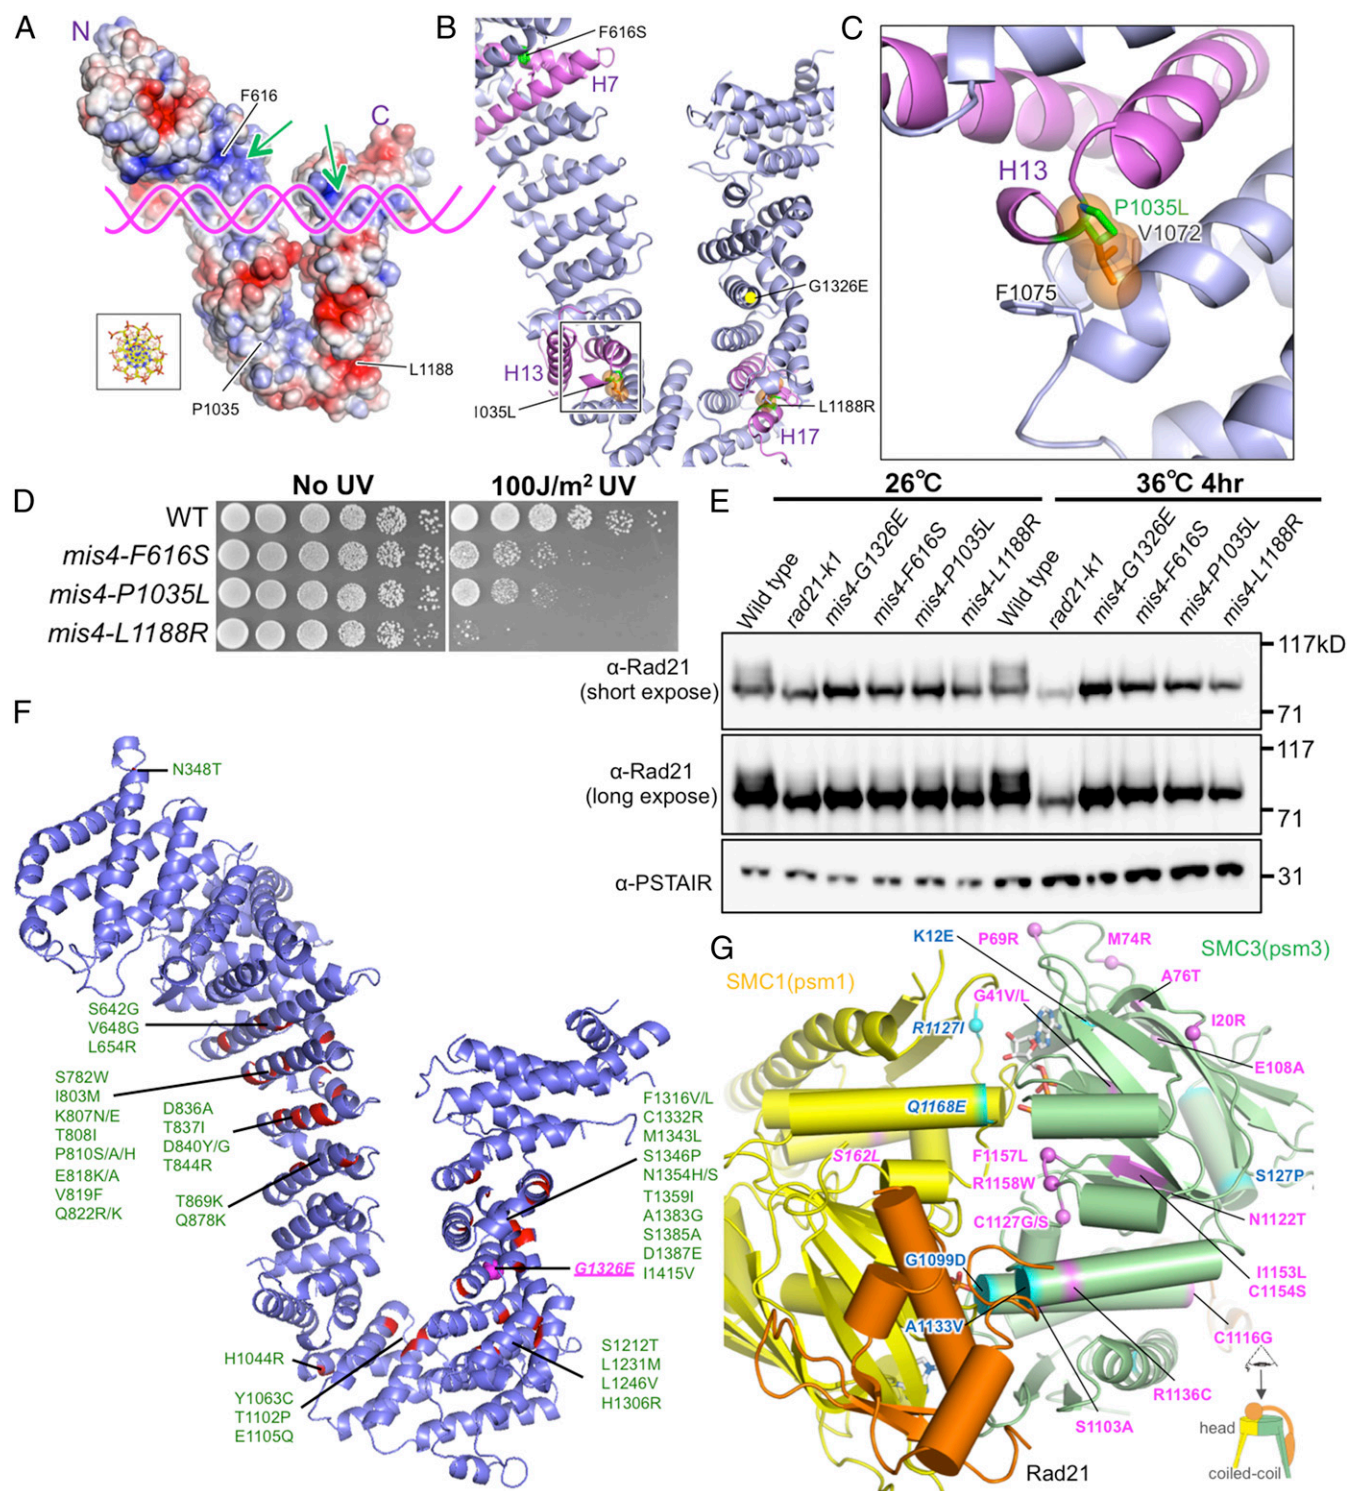 A
N
F616
C
P1035
L1188
B
F616S
H7
G1326E
H13
I035L
L1188R
H17
C
H13
P1035L
V1072
F1075
D
No UV
100J/m² UV
WT
mis4-F616S
mis4-P1035L
mis4-L1188R
E
26℃
36℃ 4hr
Wild type
rad21-k1
mis4-G1326E
mis4-F616S
mis4-P1035L
mis4-L1188R
Wild type
rad21-k1
mis4-G1326E
mis4-F616S
mis4-P1035L
mis4-L1188R
α-Rad21
(short expose)
117kD
71
α-Rad21
(long expose)
117
71
α-PSTAIR
31
F
N348T
S642G
V648G
L654R
S782W
I803M
K807N/E
T808I
P810S/A/H
E818K/A
V819F
Q822R/K
D836A
T837I
D840Y/G
T844R
T869K
Q878K
H1044R
Y1063C
T1102P
E1105Q
F1316V/L
C1332R
M1343L
S1346P
N1354H/S
T1359I
A1383G
S1385A
D1387E
I1415V
G1326E
S1212T
L1231M
L1246V
H1306R
G
SMC1(psm1)
SMC3(psm3)
K12E
P69R
M74R
A76T
G41V/L
R1127I
I20R
E108A
Q1168E
S162L
F1157L
R1158W
S127P
C1127G/S
N1122T
G1099D
I1153L
C1154S
A1133V
C1116G
R1136C
S1103A
Rad21
head
coiled-coil